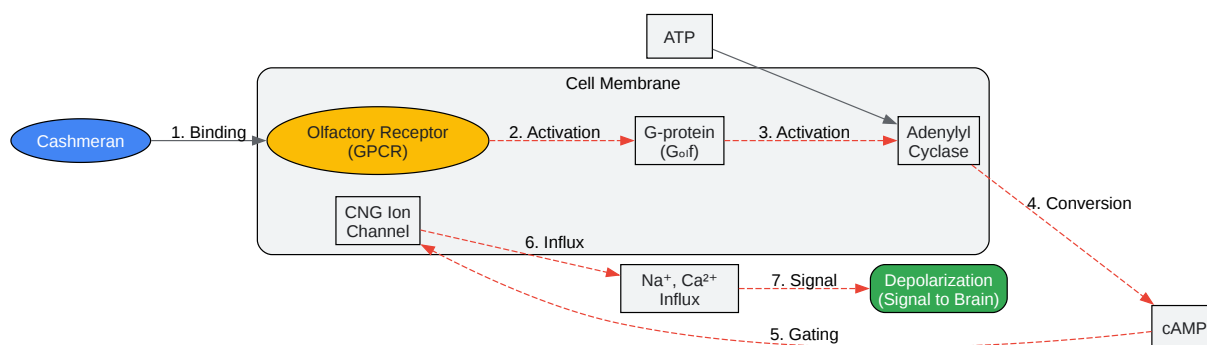 ATP
Cell Membrane
Cashmeran
1. Binding
Olfactory Receptor
(GPCR)
2. Activation
G-protein
(Gₒₗf)
3. Activation
Adenylyl
Cyclase
CNG Ion
Channel
4. Conversion
6. Influx
Na⁺, Ca²⁺
Influx
7. Signal
Depolarization
(Signal to Brain)
5. Gating
cAMP